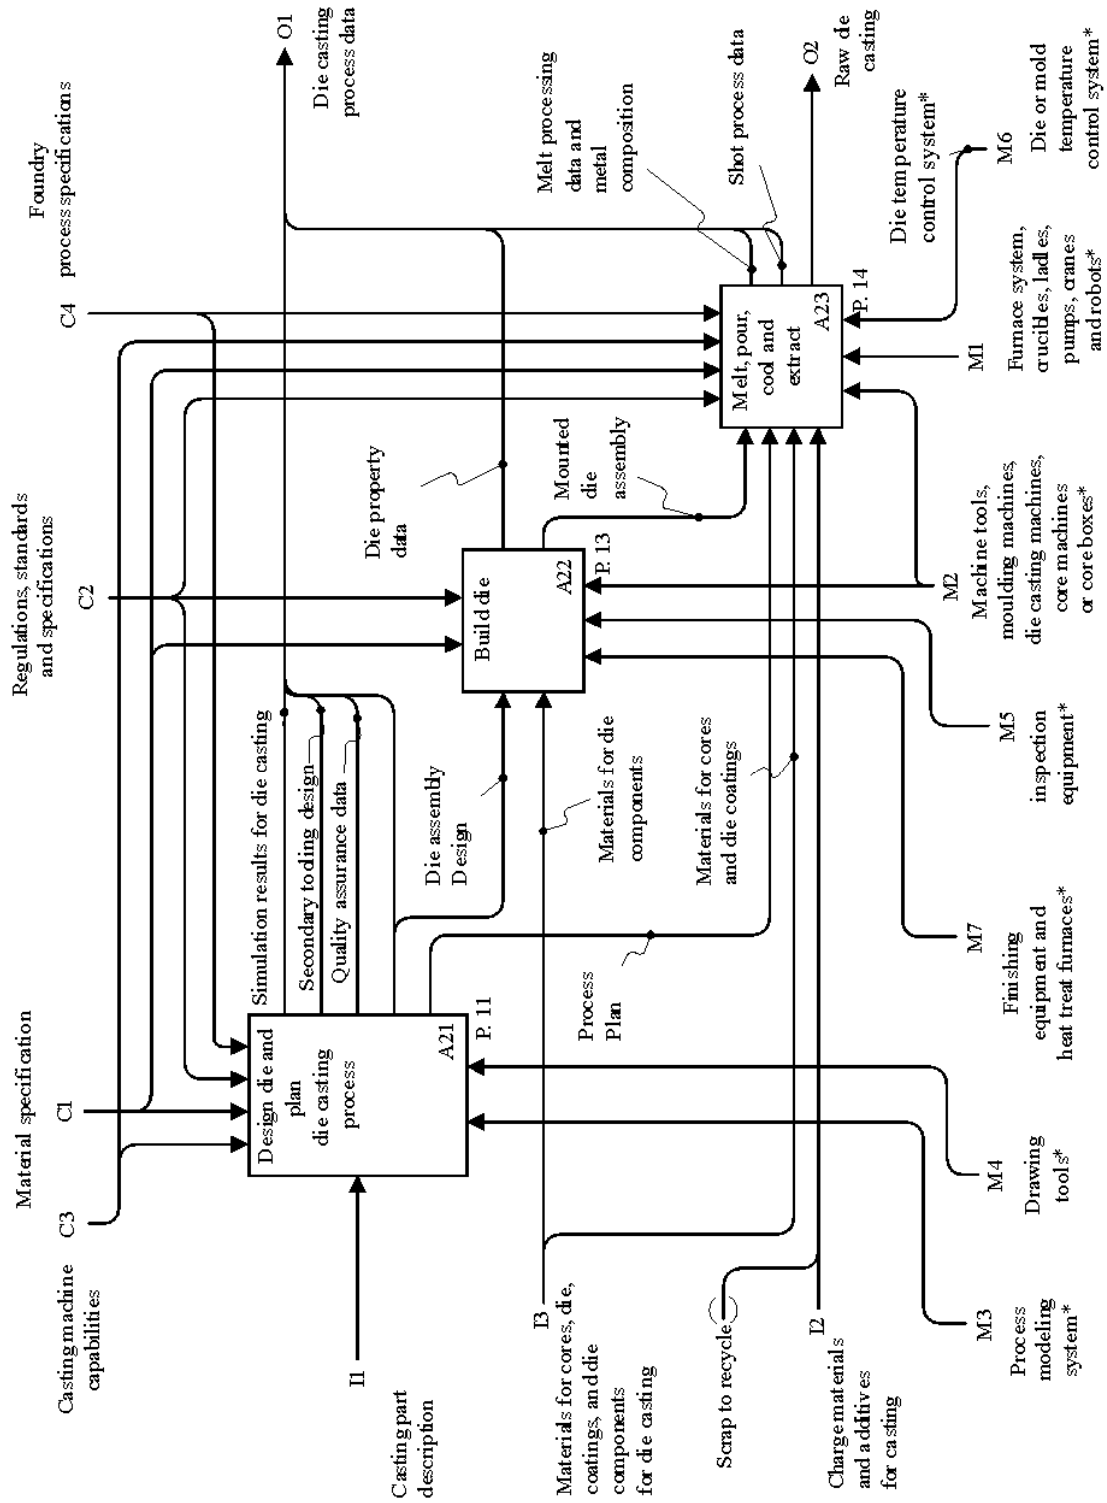 Casting machine
capabilities
C3
Material specification
C1
Regulations, standards
and specifications
C2
Foundry
process specifications
C4
O1
Die casting
process data
I1
Casting part
description
Design die and
plan
die casting
process
A21
P. 11
Simulation results for die casting
Secondary tooling design
Quality assurance data
Die assembly
Design
Process
Plan
I3
Materials for cores, die,
coatings, and die
components
for die casting
Materials for die
components
Materials for cores
and die coatings
Build die
A22
P. 13
Die property
data
Mounted
die
assembly
Melt processing
data and
metal
composition
Shot process data
Melt, pour,
cool and
extract
A23
P. 14
O2
Raw die
casting
Scrap to recycle
I2
Charge materials
and additives
for casting
Die temperature
control system*
M3
Process
modeling
system*
M4
Drawing
tools*
M7
Finishing
equipment and
heat treat furnaces*
M5
inspection
equipment*
M2
Machine tools,
moulding machines,
die casting machines,
core machines
or core boxes*
M1
Furnace system,
crucibles, ladles,
pumps, cranes
and robots*
M6
Die or mold
temperature
control system*